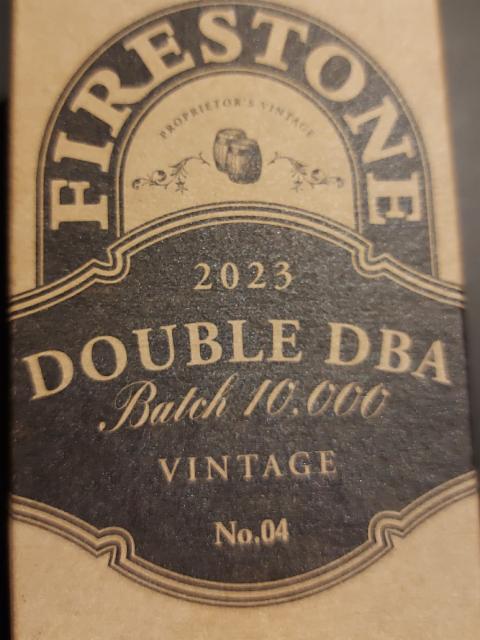 FIRESTONE
PROPRIETOR'S VINTAGE
2023
DOUBLE DBA
Batch 10.000
VINTAGE
No.04